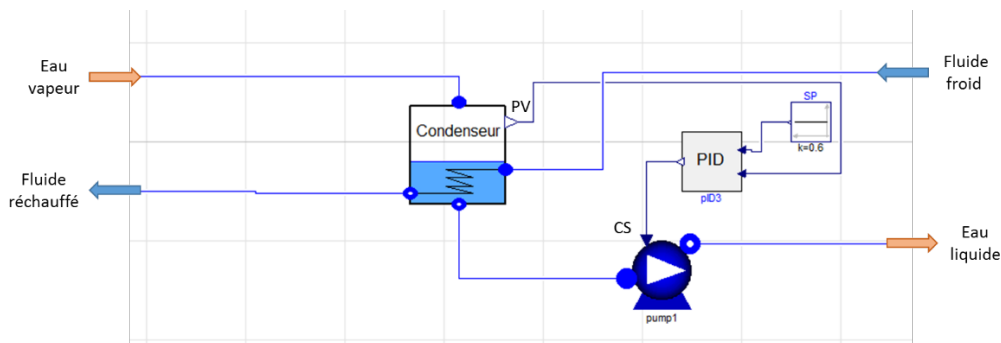 Eau
vapeur
Fluide
froid
PV
SP
Condenseur
PID
k=0.6
pID3
Fluide
réchauffé
CS
Eau
liquide
pump1